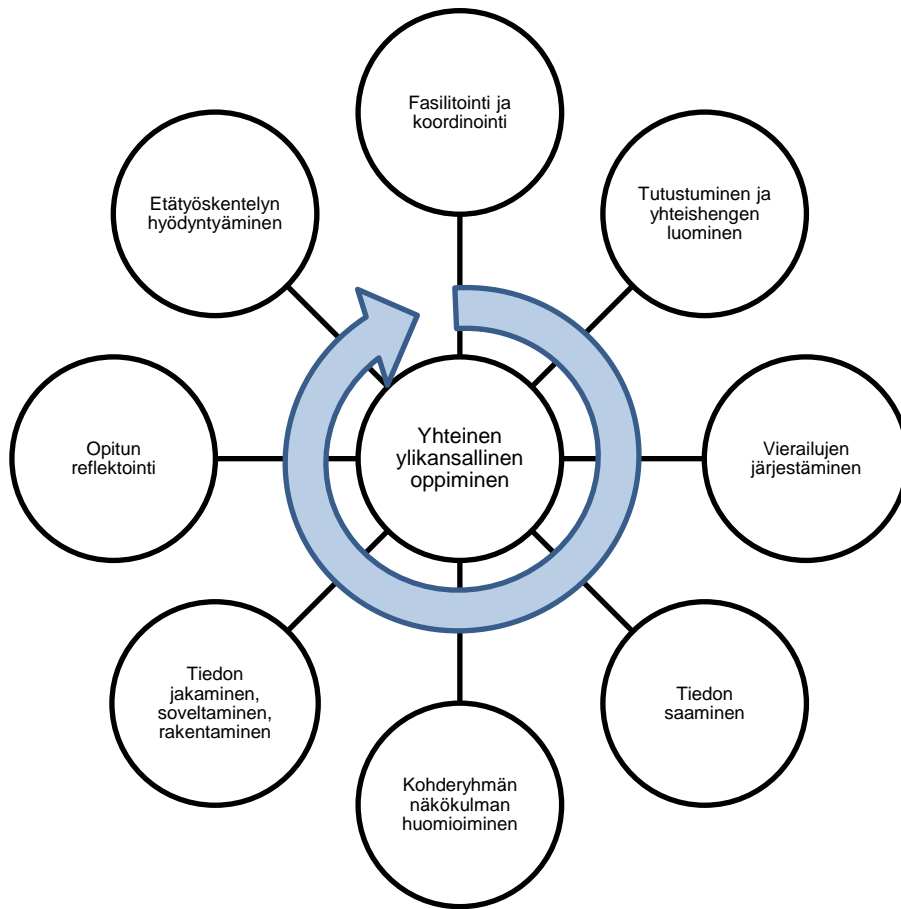 Fasilitointi ja
koordinointi
Tutustuminen ja
yhteishengen
luominen
Vierailujen
järjestäminen
Tiedon
saaminen
Kohderyhmän
näkökulman
huomioiminen
Tiedon
jakaminen,
soveltaminen,
rakentaminen
Opitun
reflektointi
Etätyöskentelyn
hyödyntyäminen
Yhteinen
ylikansallinen
oppiminen